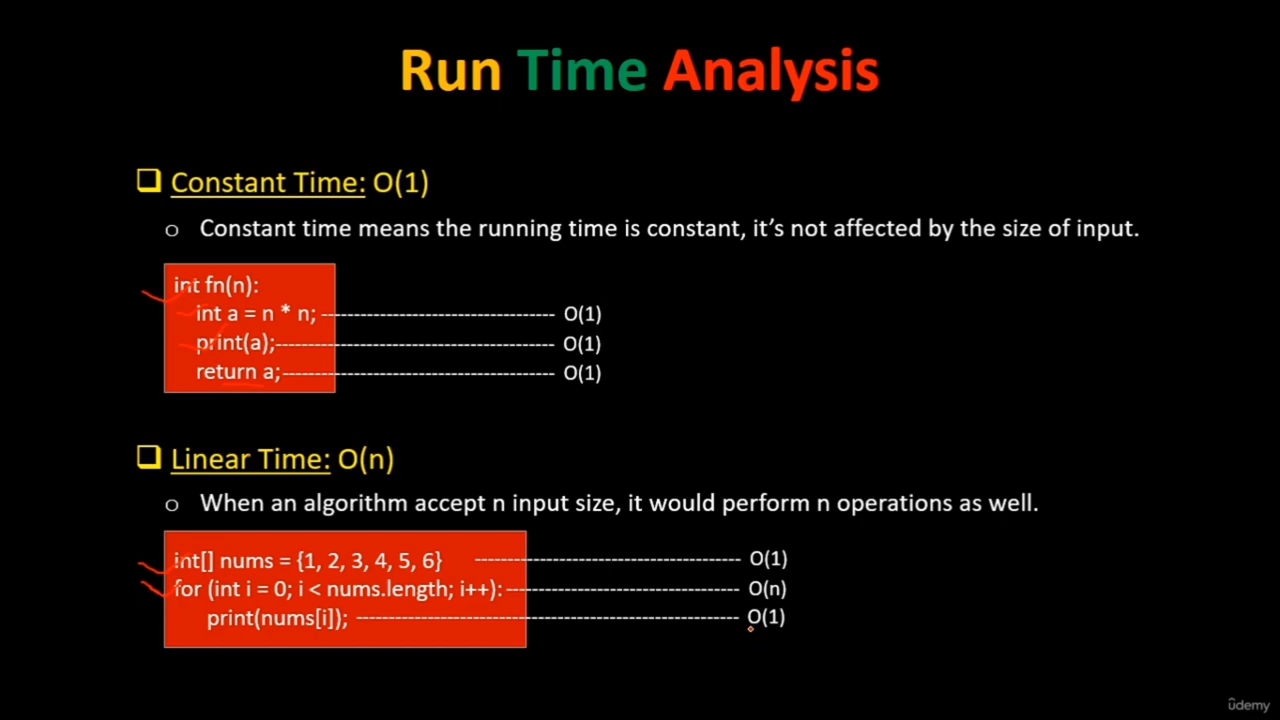 Run Time Analysis
❑ Constant Time: O(1)
o Constant time means the running time is constant, it's not affected by the size of input.
int fn(n):
int a = n * n; ------------------------------------ O(1)
print(a);------------------------------------------- O(1)
return a;------------------------------------------ O(1)
❑ Linear Time: O(n)
o When an algorithm accept n input size, it would perform n operations as well.
int[] nums = {1, 2, 3, 4, 5, 6} ----------------------------------------- O(1)
for (int i = 0; i < nums.length; i++):------------------------------------ O(n)
print(nums[i]); ----------------------------------------------------------- O(1)
ûdemy